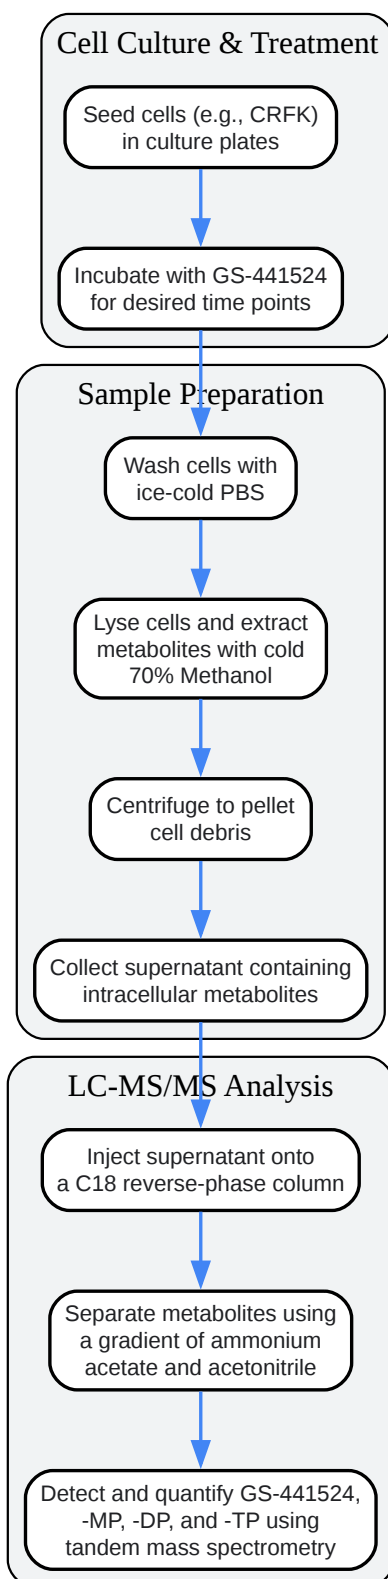 Cell Culture & Treatment
Seed cells (e.g., CRFK)
in culture plates
Incubate with GS-441524
for desired time points
Sample Preparation
Wash cells with
ice-cold PBS
Lyse cells and extract
metabolites with cold
70% Methanol
Centrifuge to pellet
cell debris
Collect supernatant containing
intracellular metabolites
LC-MS/MS Analysis
Inject supernatant onto
a C18 reverse-phase column
Separate metabolites using
a gradient of ammonium
acetate and acetonitrile
Detect and quantify GS-441524,
-MP, -DP, and -TP using
tandem mass spectrometry